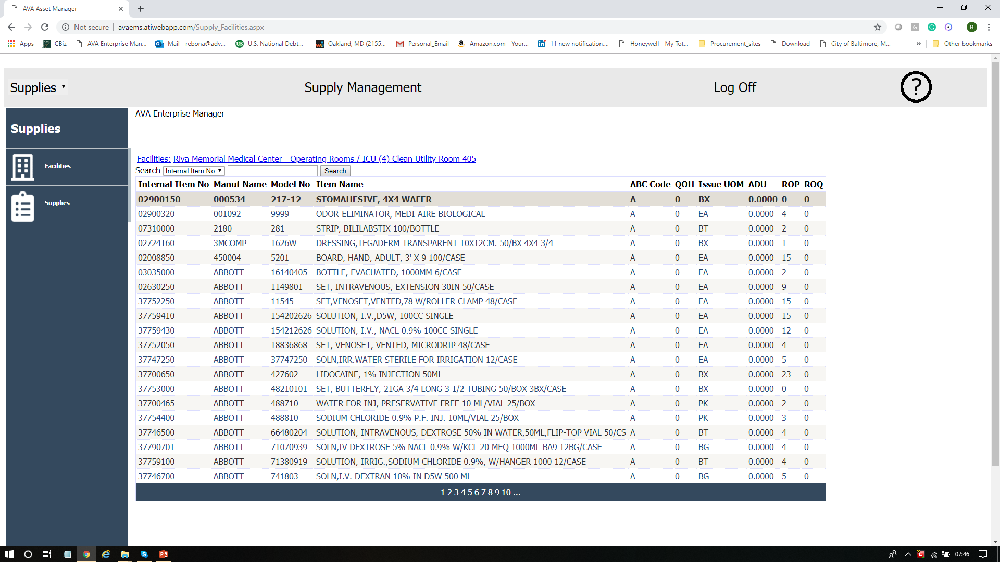 AVA Asset Manager
Not secure avaems.atiwebapp.com/Supply_Facilities.aspx
R
Apps CBiz AVA Enterprise Man... Mail - rebona@adv... U.S. National Debt... Oakland, MD (2155... Personal_Email Amazon.com - Your... 11 new notification.... Honeywell - My Tot... Procurement_sites Download City of Baltimore, M... » Other bookmarks
Supplies Supply Management Log Off ?
Supplies
Facilities
Supplies
AVA Enterprise Manager
Facilities: Riva Memorial Medical Center - Operating Rooms / ICU (4) Clean Utility Room 405
Search Internal Item No Search
Internal Item No Manuf Name Model No Item Name ABC Code QOH Issue UOM ADU ROP ROQ
02900150 000534 217-12 STOMAHESIVE, 4X4 WAFER A 0 BX 0.0000 0 0
02900320 001092 9999 ODOR-ELIMINATOR, MEDI-AIRE BIOLOGICAL A 0 EA 0.0000 4 0
07310000 2180 281 STRIP, BILILABSTIX 100/BOTTLE A 0 BT 0.0000 2 0
02724160 3MCOMP 1626W DRESSING,TEGADERM TRANSPARENT 10X12CM. 50/BX 4X4 3/4 A 0 BX 0.0000 1 0
02008850 450004 5201 BOARD, HAND, ADULT, 3' X 9 100/CASE A 0 EA 0.0000 15 0
03035000 ABBOTT 16140405 BOTTLE, EVACUATED, 1000MM 6/CASE A 0 EA 0.0000 2 0
02630250 ABBOTT 1149801 SET, INTRAVENOUS, EXTENSION 30IN 50/CASE A 0 EA 0.0000 9 0
37752250 ABBOTT 11545 SET,VENOSET,VENTED,78 W/ROLLER CLAMP 48/CASE A 0 EA 0.0000 15 0
37759410 ABBOTT 154202626 SOLUTION, I.V.,D5W, 100CC SINGLE A 0 EA 0.0000 15 0
37759430 ABBOTT 154212626 SOLUTION, I.V., NACL 0.9% 100CC SINGLE A 0 EA 0.0000 12 0
37752050 ABBOTT 18836868 SET, VENOSET, VENTED, MICRODRIP 48/CASE A 0 EA 0.0000 4 0
37747250 ABBOTT 37747250 SOLN,IRR.WATER STERILE FOR IRRIGATION 12/CASE A 0 EA 0.0000 5 0
37700650 ABBOTT 427602 LIDOCAINE, 1% INJECTION 50ML A 0 BX 0.0000 23 0
37753000 ABBOTT 48210101 SET, BUTTERFLY, 21GA 3/4 LONG 3 1/2 TUBING 50/BOX 3BX/CASE A 0 BX 0.0000 0 0
37700465 ABBOTT 488710 WATER FOR INJ, PRESERVATIVE FREE 10 ML/VIAL 25/BOX A 0 PK 0.0000 2 0
37754400 ABBOTT 488810 SODIUM CHLORIDE 0.9% P.F. INJ. 10ML/VIAL 25/BOX A 0 PK 0.0000 3 0
37746500 ABBOTT 66480204 SOLUTION, INTRAVENOUS, DEXTROSE 50% IN WATER,50ML,FLIP-TOP VIAL 50/CS A 0 BT 0.0000 4 0
37790701 ABBOTT 71070939 SOLN,IV DEXTROSE 5% NACL 0.9% W/KCL 20 MEQ 1000ML BA9 12BG/CASE A 0 BG 0.0000 4 0
37759100 ABBOTT 71380919 SOLUTION, IRRIG.,SODIUM CHLORIDE 0.9%, W/HANGER 1000 12/CASE A 0 BT 0.0000 4 0
37746700 ABBOTT 741803 SOLN,I.V. DEXTRAN 10% IN D5W 500 ML A 0 BG 0.0000 5 0
1 2 3 4 5 6 7 8 9 10 ...
07:46